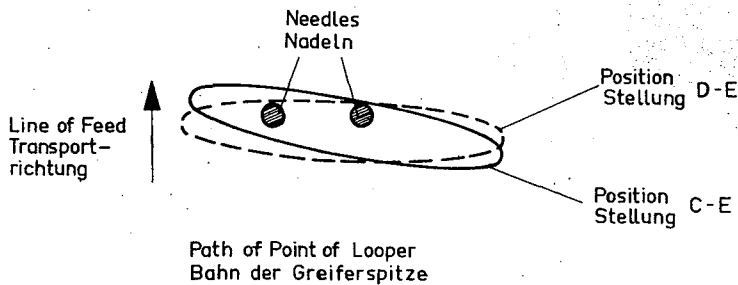 Needles
Nadeln
Position
Stellung D-E
Line of Feed
Transport-
richtung
Position
Stellung C-E
Path of Point of Looper
Bahn der Greiferspitze